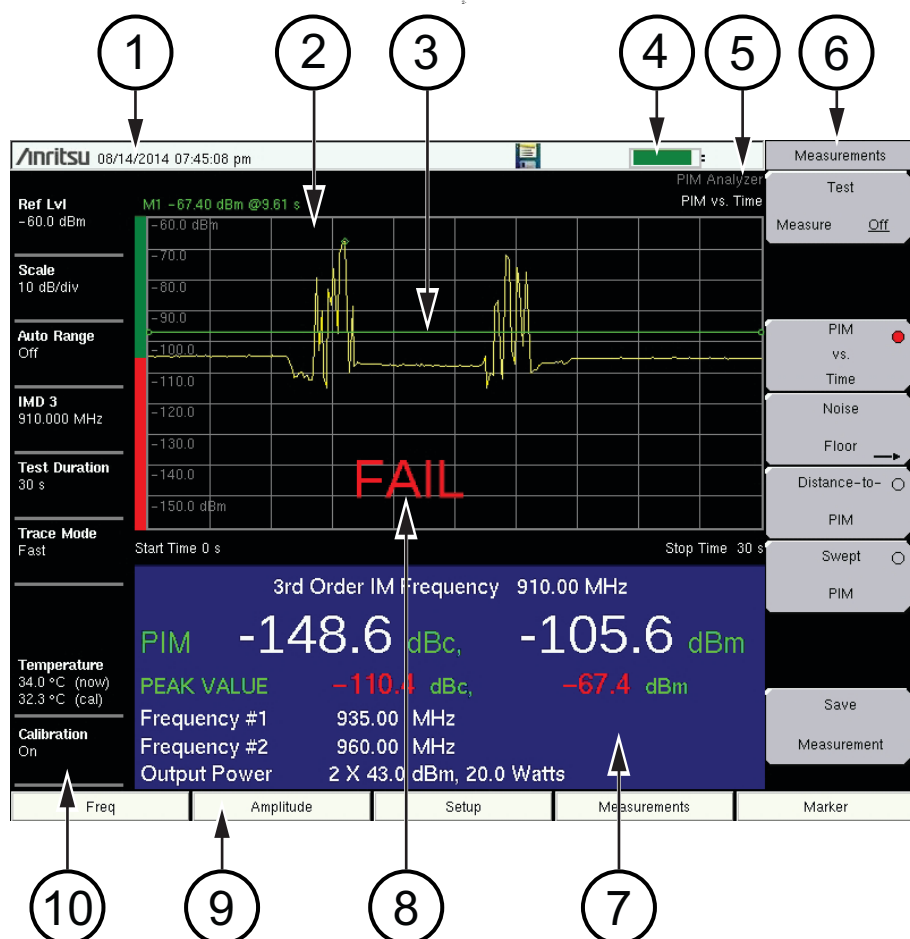 1
2
3
4
5
6
Anritsu 08/14/2014 07:45:08 pm
Measurements
PIM Analyzer
PIM vs. Time
M1 -67.40 dBm @9.61 s
Ref Lvl
-60.0 dBm
Scale
10 dB/div
Auto Range
Off
IMD 3
910.000 MHz
Test Duration
30 s
Trace Mode
Fast
Temperature
34.0 °C (now)
32.3 °C (cal)
Calibration
On
-60.0 dBm
-70.0
-80.0
-90.0
-100.0
-110.0
-120.0
-130.0
-140.0
-150.0 dBm
FAIL
Start Time 0 s
Stop Time 30 s
3rd Order IM Frequency 910.00 MHz
PIM -148.6 dBc, -105.6 dBm
PEAK VALUE -110.4 dBc, -67.4 dBm
Frequency #1 935.00 MHz
Frequency #2 960.00 MHz
Output Power 2 X 43.0 dBm, 20.0 Watts
Test
Measure Off
PIM
vs.
Time
Noise
Floor
Distance-to-
PIM
Swept
PIM
Save
Measurement
Freq
Amplitude
Setup
Measurements
Marker
10
9
8
7